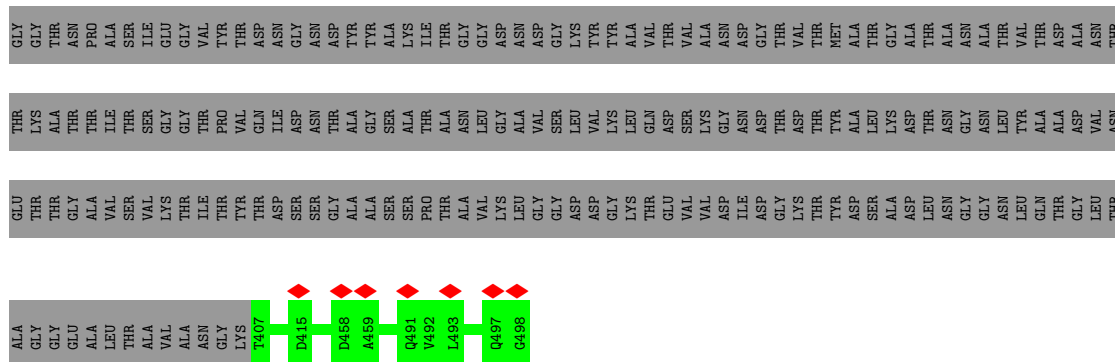 GLY GLY THR ASN PRO ALA SER ILE GLU GLY VAL TYR THR ASP ASN GLY ASN ASP TYR TYR ALA LYS ILE THR GLY GLY ASP ASN ASP GLY LYS TYR TYR ALA VAL THR VAL ALA ASN ASP GLY THR VAL THR MET ALA THR GLY ALA THR ALA ASN ALA THR VAL THR ASP ALA ASN THR
THR LYS ALA THR THR ILE THR SER GLY GLY THR PRO VAL GLN ILE ASP ASN THR ALA GLY SER ALA THR ALA ASN LEU GLY ALA VAL SER LEU VAL LYS LEU GLN ASP SER LYS GLY ASN ASP THR ASP THR TYR ALA LEU LYS ASP THR ASN GLY ASN LEU TYR ALA ALA ASP VAL ASN
GLU THR THR GLY ALA VAL SER VAL LYS THR ILE THR TYR THR ASP SER SER GLY ALA ALA SER SER PRO THR ALA VAL LYS LEU GLY GLY ASP ASP GLY LYS THR GLU VAL VAL ASP ILE ASP GLY LYS THR TYR ASP SER ALA ASP LEU ASN GLY GLY ASN LEU GLN THR GLY LEU THR
ALA GLY GLY GLU ALA LEU THR ALA VAL ALA ASN GLY LYS T407 D415 D458 A459 Q491 V492 L493 Q497 G498